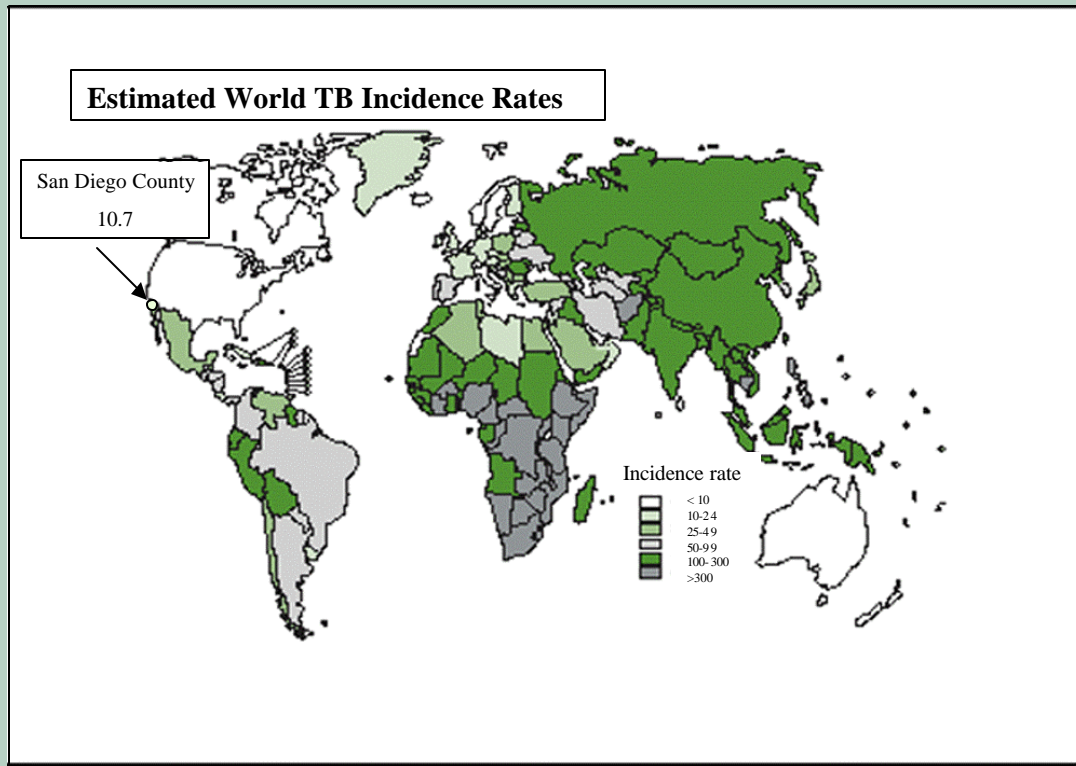 Estimated World TB Incidence Rates
San Diego County
10.7
Incidence rate
< 10
10-24
25-49
50-99
100-300
>300